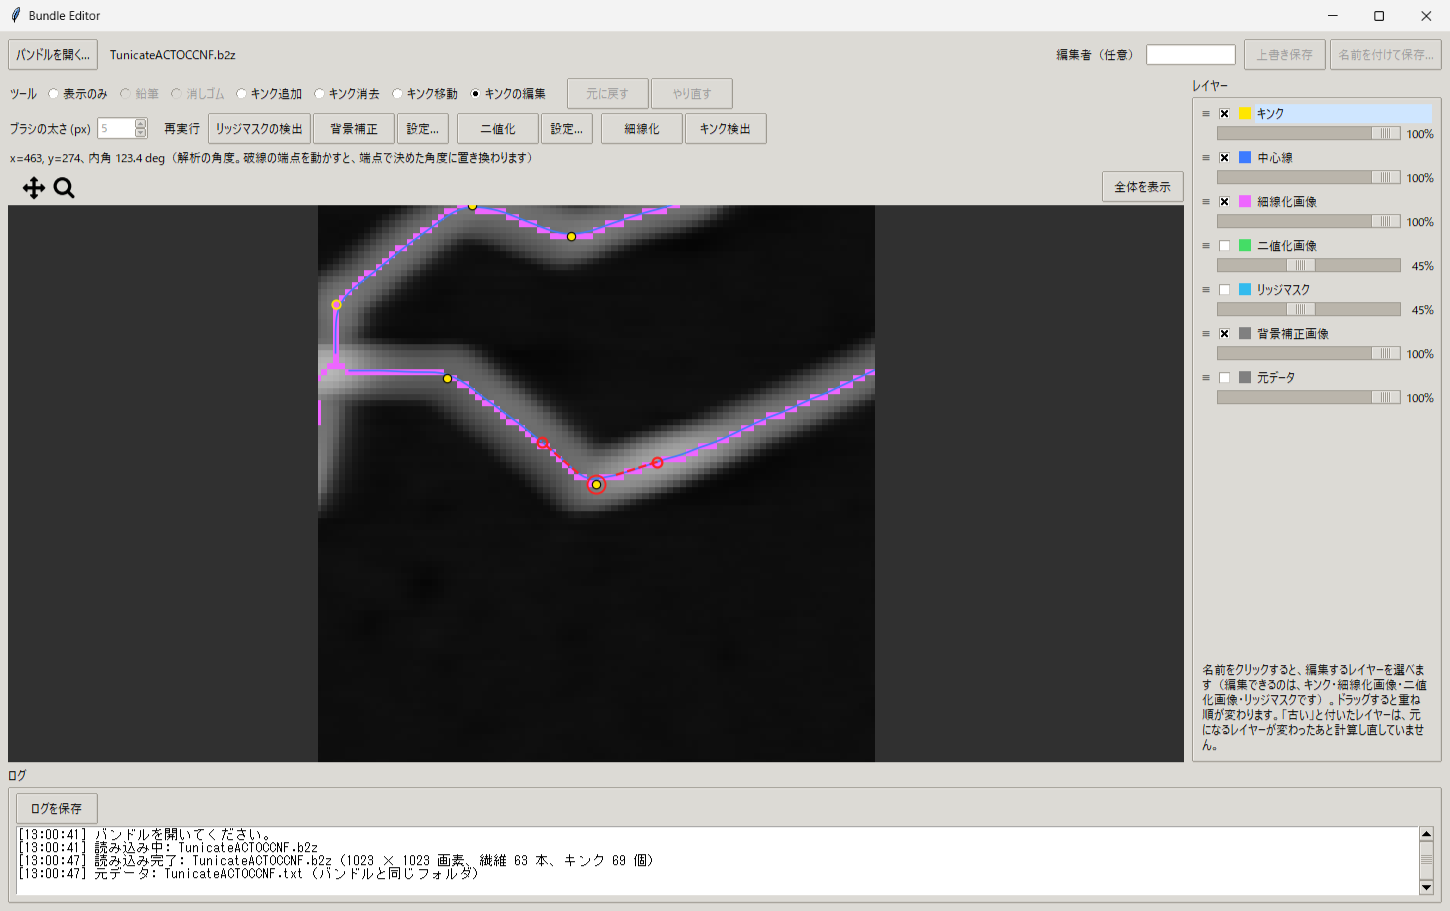 Bundle Editor
バンドルを開く... TunicateACTOCCNF.b2z 編集者（任意） 上書き保存 名前を付けて保存...
ツール 表示のみ 鉛筆 消しゴム キンク追加 キンク消去 キンク移動 キンクの編集 元に戻す やり直す
ブラシの太さ(px) 5 再実行 リッジマスクの検出 背景補正 設定... 二値化 設定... 細線化 キンク検出
x=463, y=274、内角 123.4 deg（解析の角度。破線の端点を動かすと、端点で決めた角度に置き換わります）
全体を表示
レイヤー
キンク
100%
中心線
100%
細線化画像
100%
二値化画像
45%
リッジマスク
45%
背景補正画像
100%
元データ
100%
名前をクリックすると、編集するレイヤーを選べま
す（編集できるのは、キンク・細線化画像・二値
化画像・リッジマスクです）。ドラッグすると重ね
順が変わります。「古い」と付いたレイヤーは、元
になるレイヤーが変わったあと計算し直していませ
ん。
ログ
ログを保存
[13:00:41] バンドルを開いてください。
[13:00:41] 読み込み中: TunicateACTOCCNF.b2z
[13:00:47] 読み込み完了: TunicateACTOCCNF.b2z（1023 × 1023 画素、繊維 63 本、キンク 69 個）
[13:00:47] 元データ: TunicateACTOCCNF.txt（バンドルと同じフォルダ）